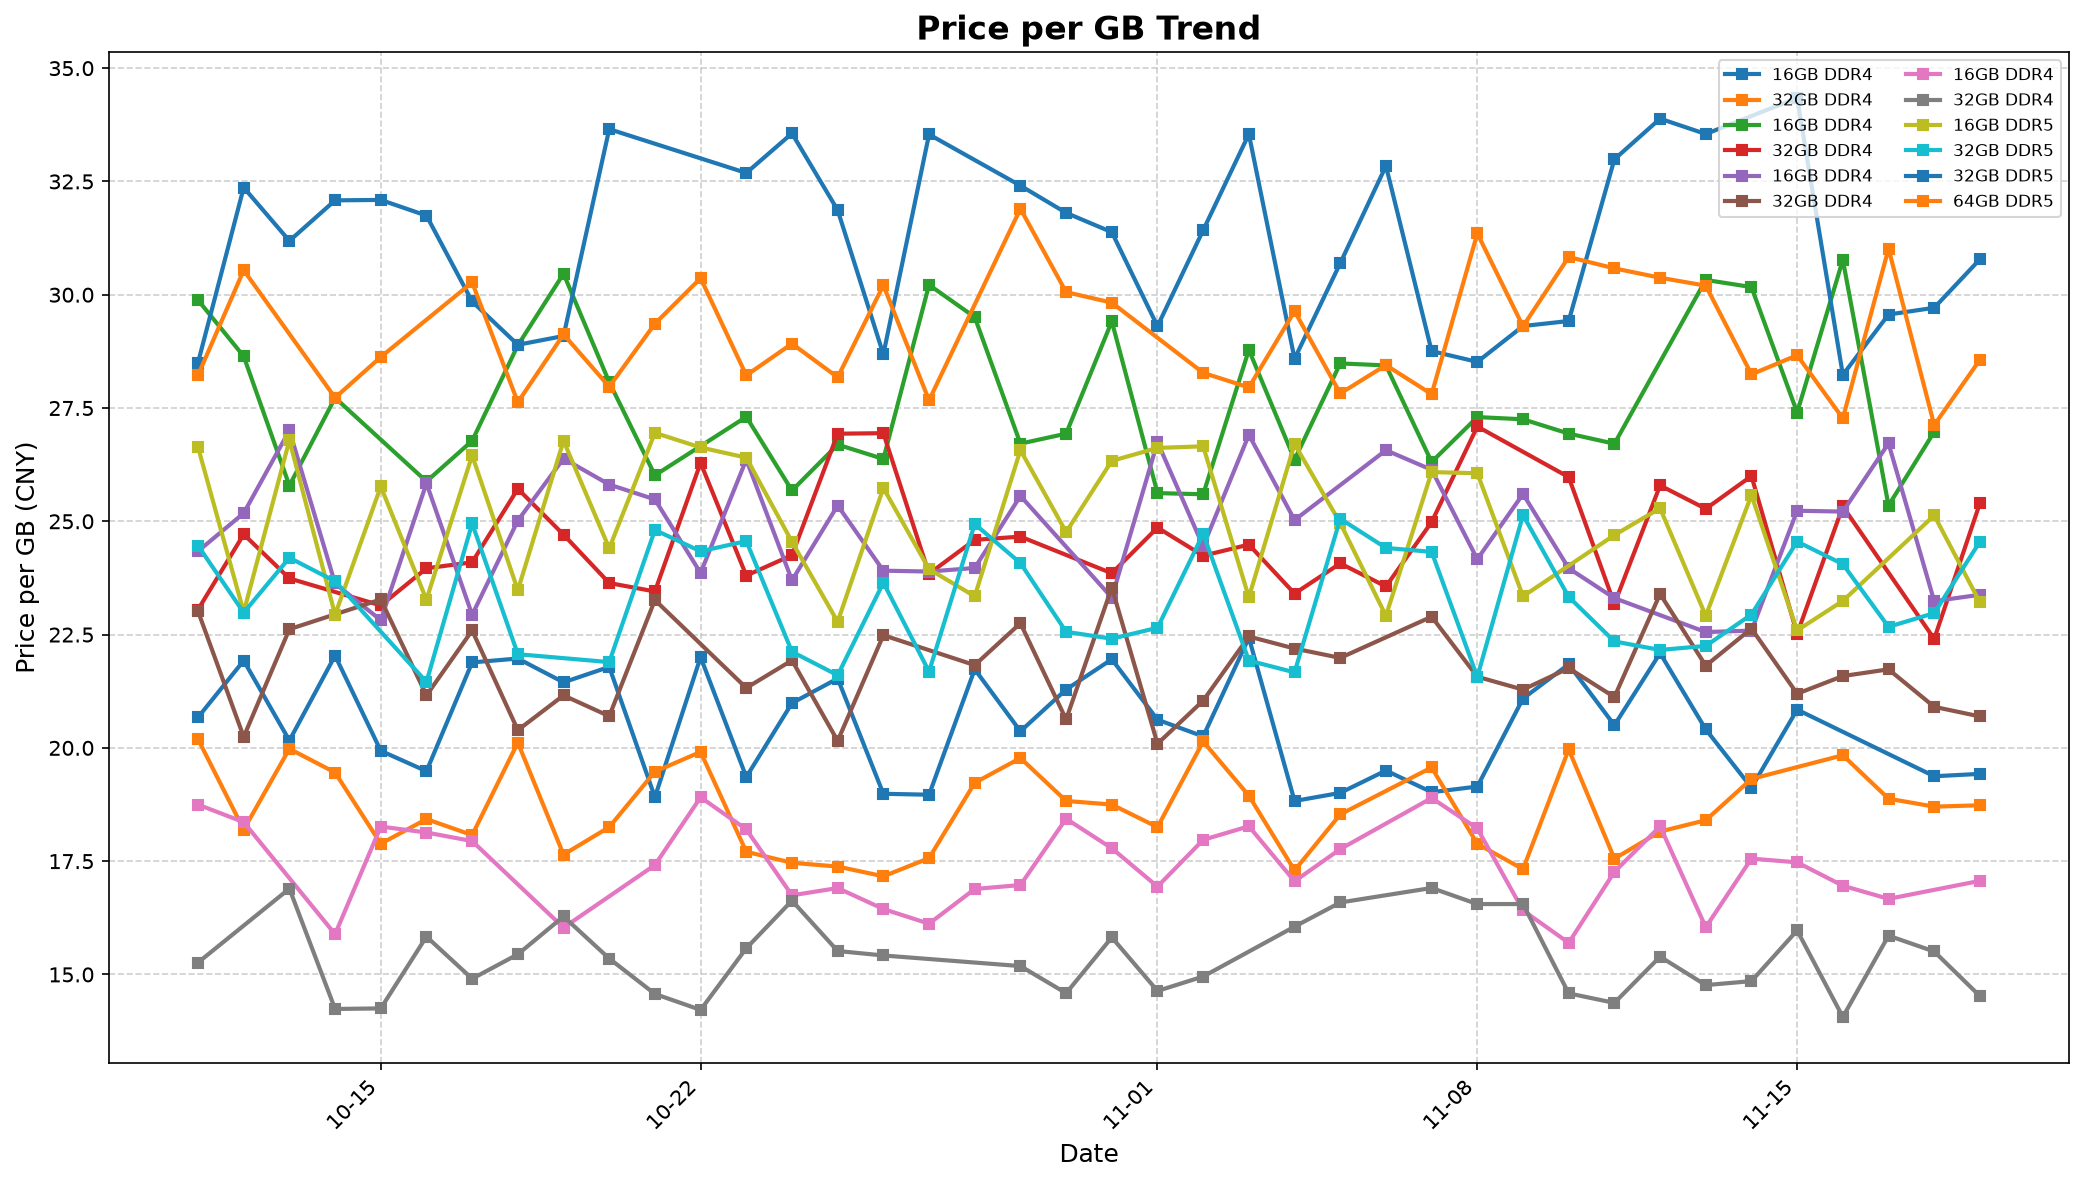 Price per GB Trend
35.0
32.5
30.0
27.5
25.0
22.5
20.0
17.5
15.0
Price per GB (CNY)
16GB DDR4
32GB DDR4
16GB DDR4
32GB DDR4
16GB DDR4
32GB DDR4
16GB DDR4
32GB DDR4
16GB DDR5
32GB DDR5
32GB DDR5
64GB DDR5
10-15
10-22
11-01
11-08
11-15
Date